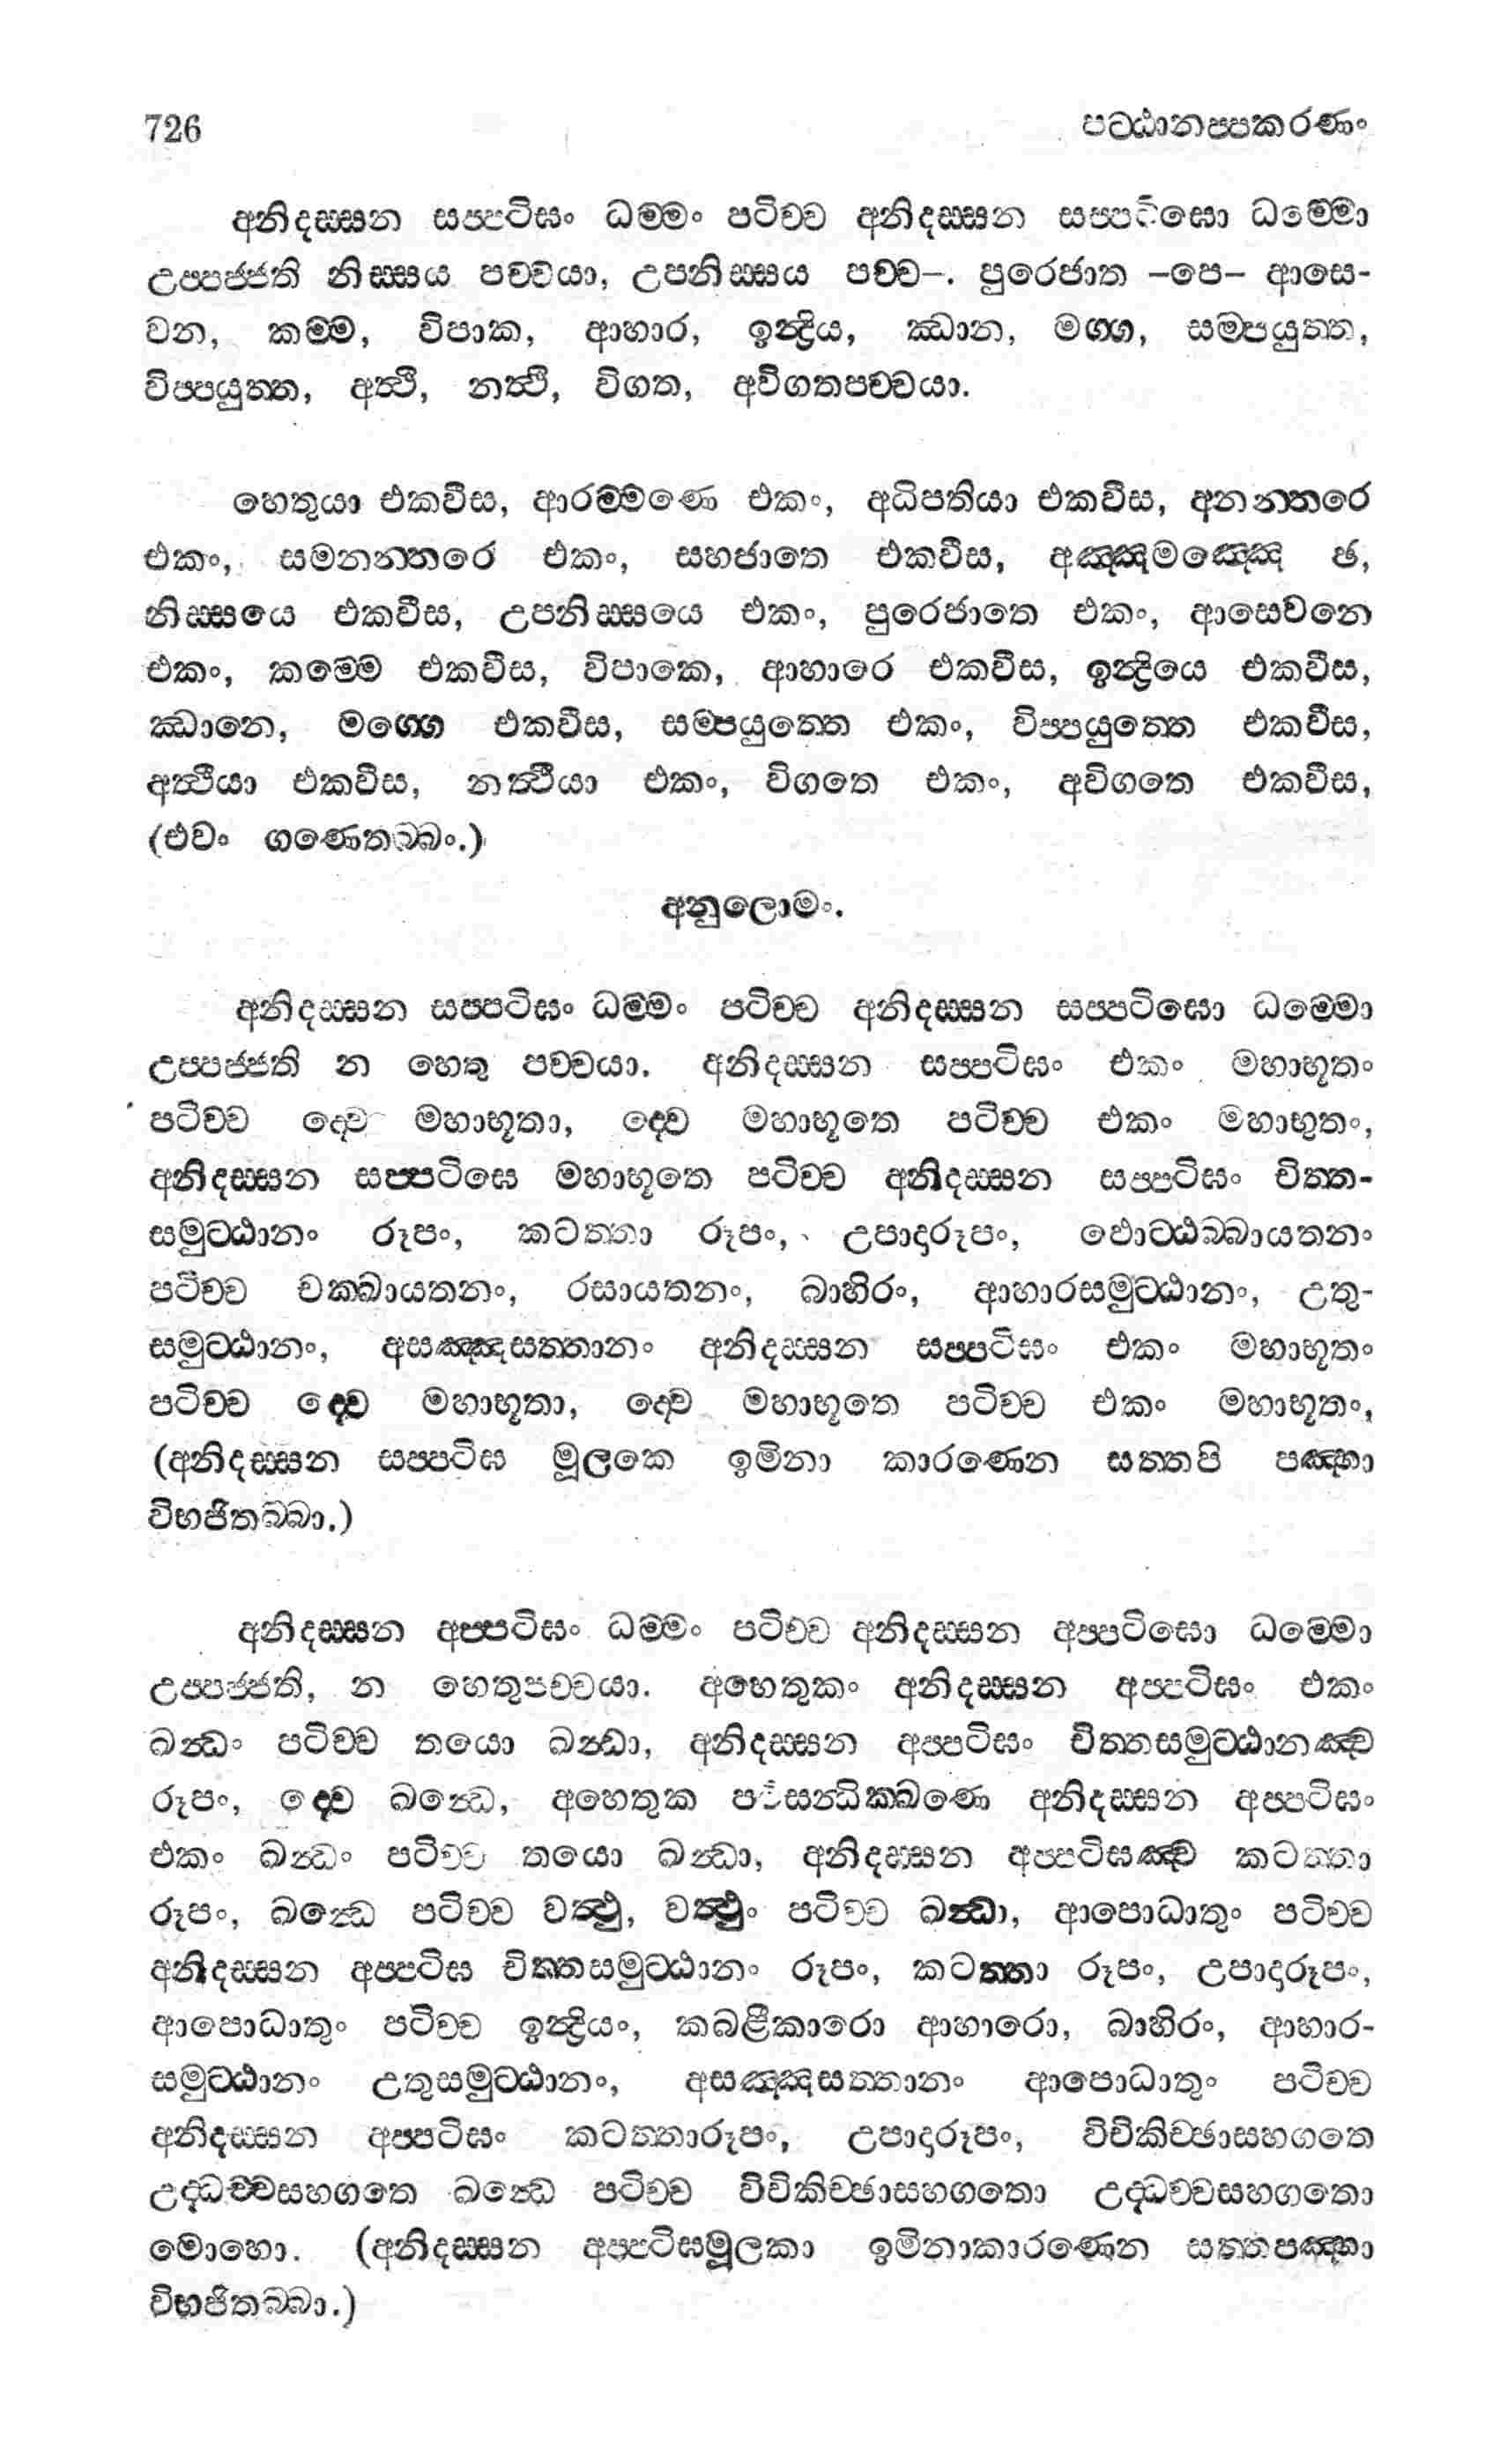 726 පට්ඨානප්පකරණං
අනිදස්සන සප්පටිඝං ධම්මං පටිච්ච අනිදස්සන සප්පටිඝො ධම්මො
උප්පජ්ජති නිස්සය පච්චයා, උපනිස්සය පච්ච–. පුරෙජාත –පෙ– ආසෙ-
වන, කම්ම, විපාක, ආහාර, ඉන්ද්‍රිය, ඣාන, මග්ග, සම්පයුත්ත,
විප්පයුත්ත, අත්ථි, නත්ථි, විගත, අවිගතපච්චයා.
හෙතුයා එකවීස, ආරම්මණෙ එකං, අධිපතියා එකවීස, අනන්තරෙ
එකං, සමනන්තරෙ එකං, සහජාතෙ එකවීස, අඤ්ඤමඤ්ඤෙ ඡ,
නිස්සයෙ එකවීස, උපනිස්සයෙ එකං, පුරෙජාතෙ එකං, ආසෙවනෙ
එකං, කම්මෙ එකවීස, විපාකෙ, ආහාරෙ එකවීස, ඉන්ද්‍රියෙ එකවීස,
ඣානෙ, මග්ගෙ එකවීස, සම්පයුත්තෙ එකං, විප්පයුත්තෙ එකවීස,
අත්ථියා එකවීස, නත්ථියා එකං, විගතෙ එකං, අවිගතෙ එකවීස,
(එවං ගණෙතබ්බං.)
අනුලොමං.
අනිදස්සන සප්පටිඝං ධම්මං පටිච්ච අනිදස්සන සප්පටිඝො ධම්මො
උප්පජ්ජති න හෙතු පච්චයා. අනිදස්සන සප්පටිඝං එකං මහාභූතං
පටිච්ච ද්වෙ මහාභූතා, ද්වෙ මහාභූතෙ පටිච්ච එකං මහාභුතං,
අනිදස්සන සප්පටිඝෙ මහාභූතෙ පටිච්ච අනිදස්සන සප්පටිඝං චිත්ත-
සමුට්ඨානං රූපං, කටත්තා රූපං, උපාදාරූපං, ඵොට්ඨබ්බායතනං
පටිච්ච චක්ඛායතනං, රසායතනං, බාහිරං, ආහාරසමුට්ඨානං, උතු-
සමුට්ඨානං, අසඤ්ඤසත්තානං අනිදස්සන සප්පටිඝං එකං මහාභූතං
පටිච්ච ද්වෙ මහාභූතා, ද්වෙ මහාභූතෙ පටිච්ච එකං මහාභූතං,
(අනිදස්සන සප්පටිඝ මූලකෙ ඉමිනා කාරණෙන සත්තපි පඤ්හා
විභජිතබ්බා.)
අනිදස්සන අප්පටිඝං ධම්මං පටිච්ච අනිදස්සන අප්පටිඝො ධම්මො
උප්පජ්ජති, න හෙතුපච්චයා. අහෙතුකං අනිදස්සන අප්පටිඝං එකං
ඛන්ධං පටිච්ච තයො ඛන්ධා, අනිදස්සන අප්පටිඝං චිත්තසමුට්ඨානඤ්ච
රූපං, ද්වෙ ඛන්ධෙ, අහෙතුක පටිසන්ධික්ඛණෙ අනිදස්සන අප්පටිඝං
එකං ඛන්ධං පටිච්ච තයො ඛන්ධා, අනිදස්සන අප්පටිඝඤ්ච කටත්තා
රූපං, ඛන්ධෙ පටිච්ච වත්ථු, වත්ථුං පටිච්ච ඛන්ධා, ආපොධාතුං පටිච්ච
අනිදස්සන අප්පටිඝ චිත්තසමුට්ඨානං රූපං, කටත්තා රූපං, උපාදාරූපං,
ආපොධාතුං පටිච්ච ඉන්ද්‍රියං, කබළීකාරො ආහාරො, බාහිරං, ආහාර-
සමුට්ඨානං උතුසමුට්ඨානං, අසඤ්ඤසත්තානං ආපොධාතුං පටිච්ච
අනිදස්සන අප්පටිඝං කටත්තාරූපං, උපාදාරූපං, විචිකිච්ඡාසහගතෙ
උද්ධච්චසහගතෙ ඛන්ධෙ පටිච්ච විචිකිච්ඡාසහගතො උද්ධච්චසහගතො
මොහො. (අනිදස්සන අප්පටිඝමූලකා ඉමිනාකාරණෙන සත්තපඤ්හා
විභජිතබ්බා.)